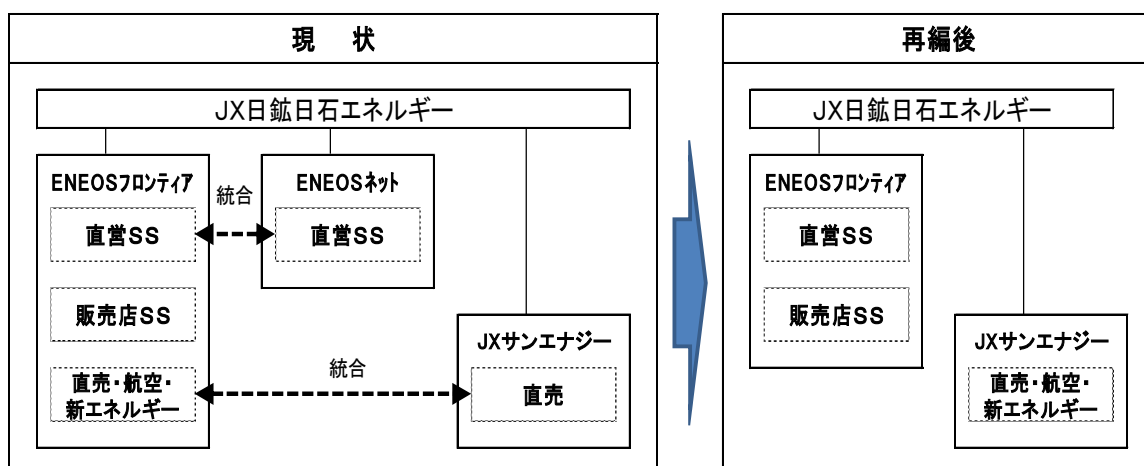 現　状
JX日鉱日石エネルギー
ENEOSフロンティア
直営SS
販売店SS
直売・航空・
新エネルギー
統合
ENEOSネット
直営SS
統合
JXサンエナジー
直売
再編後
JX日鉱日石エネルギー
ENEOSフロンティア
直営SS
販売店SS
JXサンエナジー
直売・航空・
新エネルギー